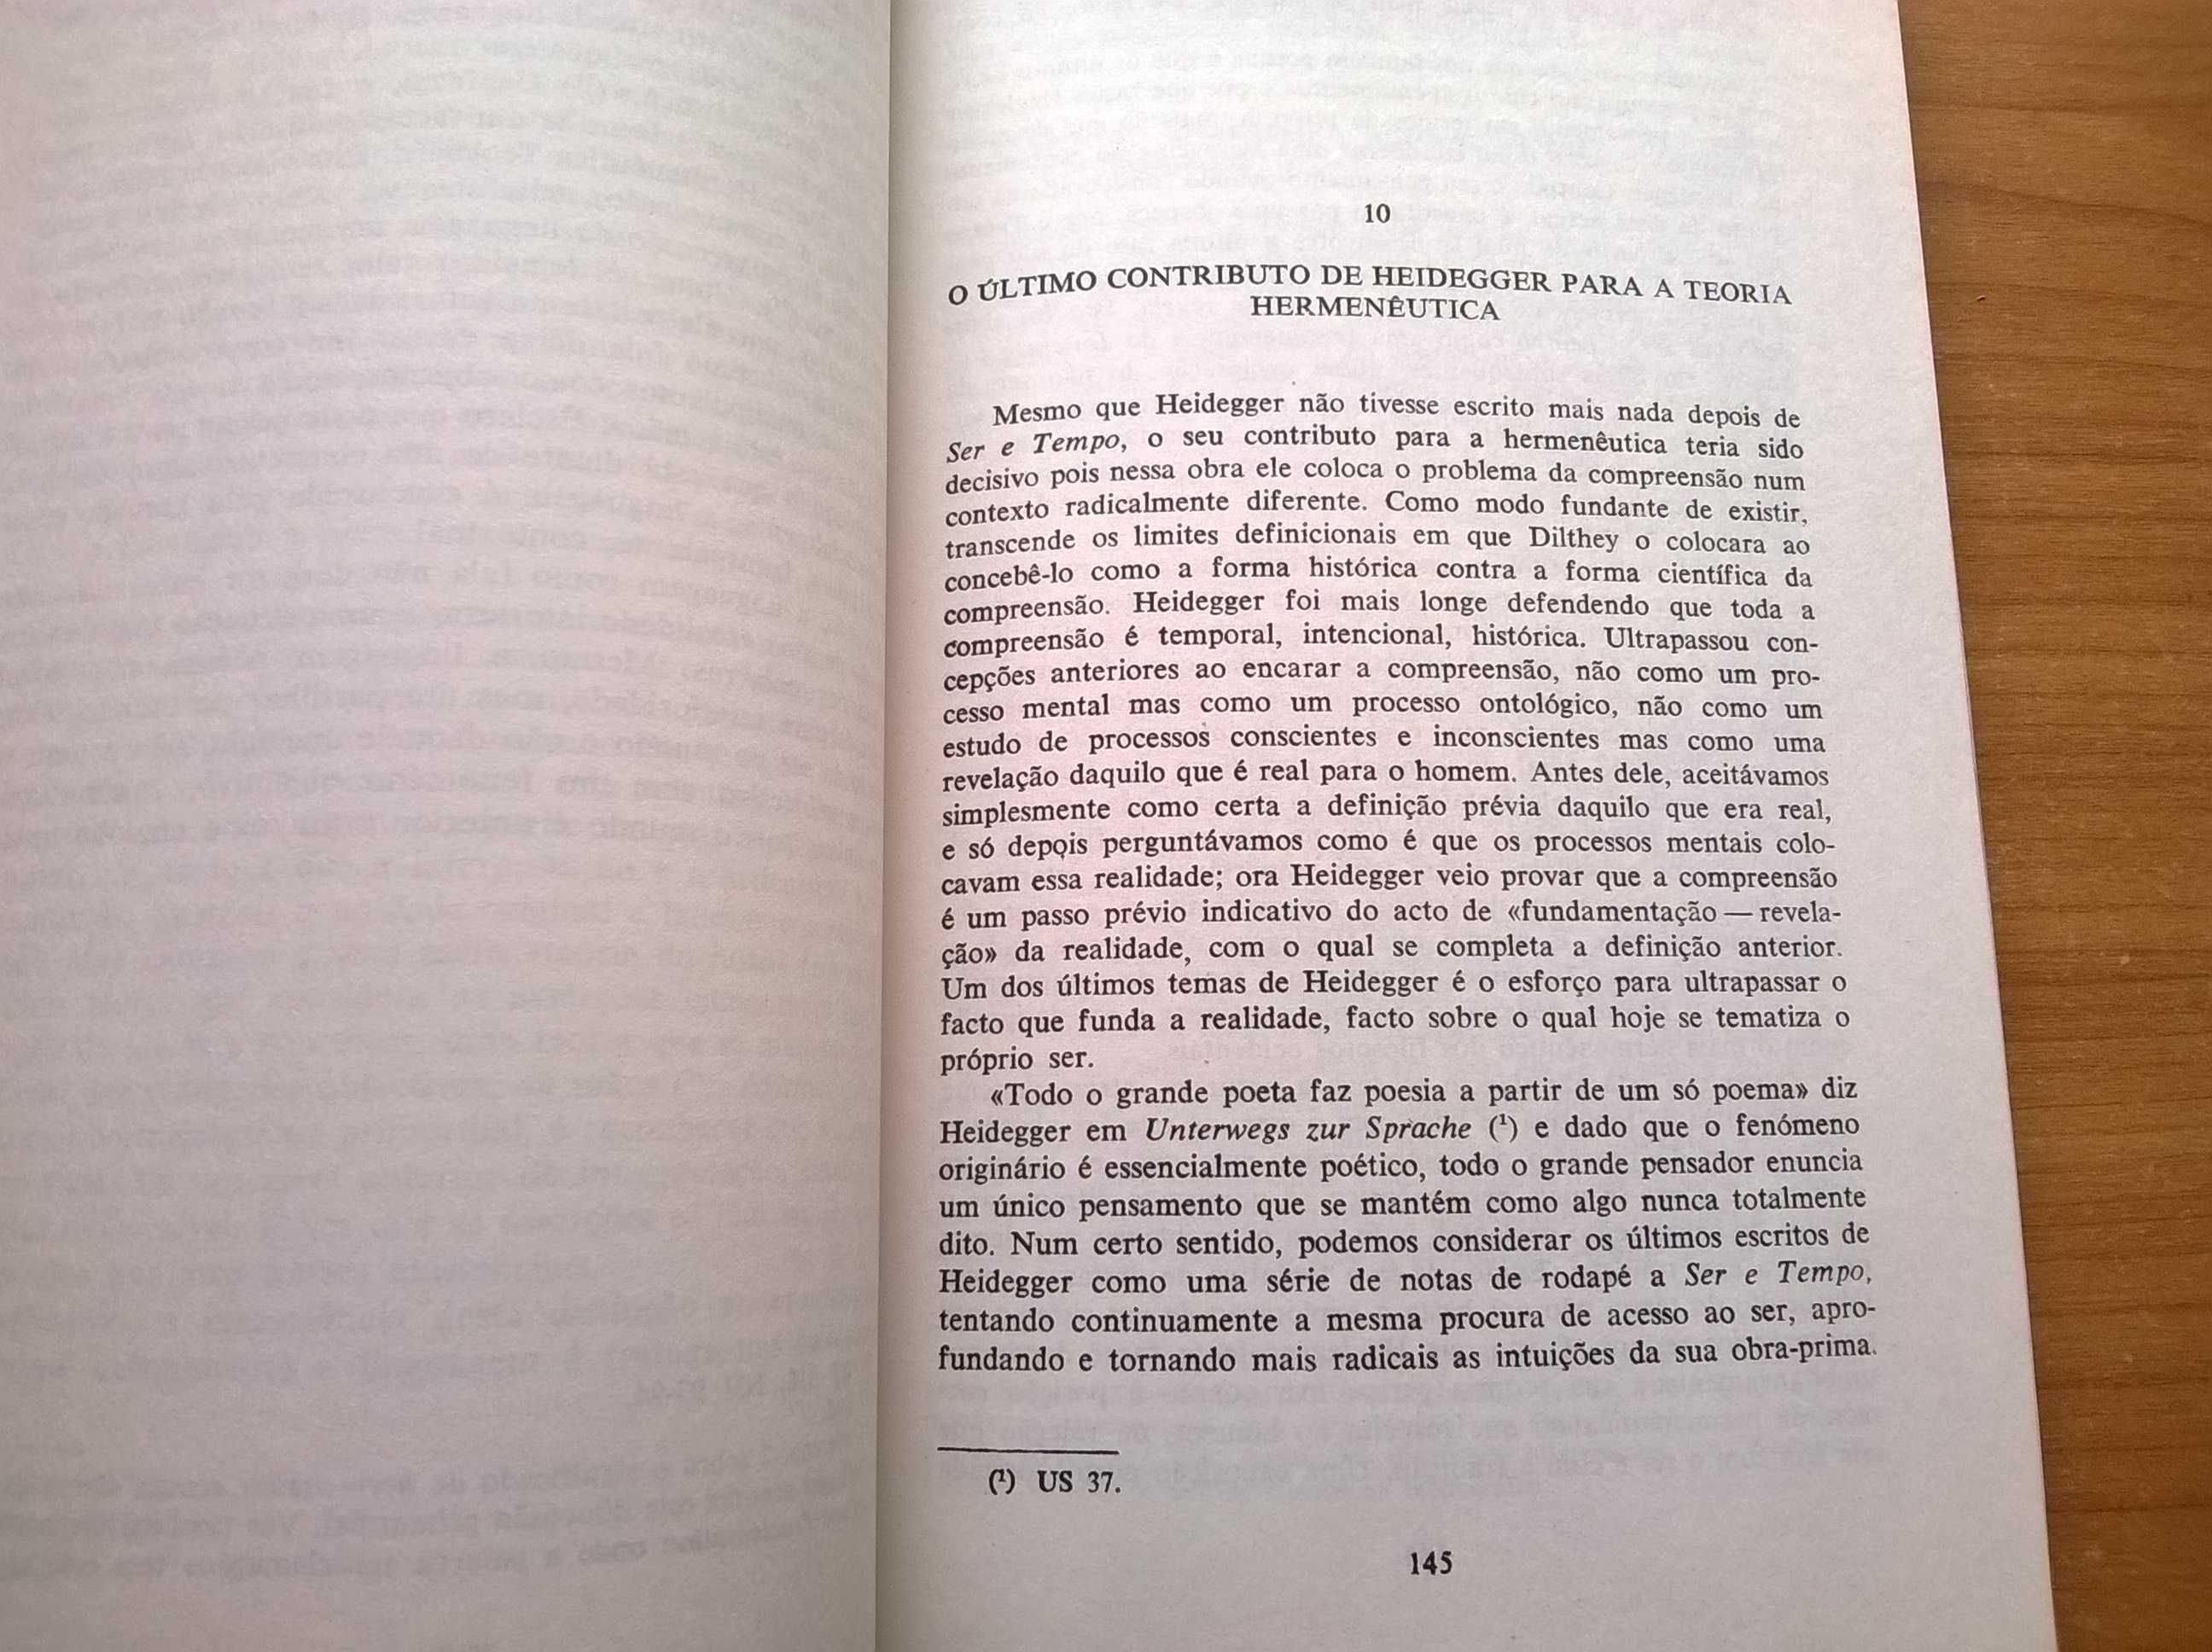 10
O ÚLTIMO CONTRIBUTO DE HEIDEGGER PARA A TEORIA
HERMENÊUTICA
Mesmo que Heidegger não tivesse escrito mais nada depois de
Ser e Tempo, o seu contributo para a hermenêutica teria sido
decisivo pois nessa obra ele coloca o problema da compreensão num
contexto radicalmente diferente. Como modo fundante de existir,
transcende os limites definicionais em que Dilthey o colocara ao
concebê-lo como a forma histórica contra a forma científica da
compreensão. Heidegger foi mais longe defendendo que toda a
compreensão é temporal, intencional, histórica. Ultrapassou con-
cepções anteriores ao encarar a compreensão, não como um pro-
cesso mental mas como um processo ontológico, não como um
estudo de processos conscientes e inconscientes mas como uma
revelação daquilo que é real para o homem. Antes dele, aceitávamos
simplesmente como certa a definição prévia daquilo que era real,
e só depois perguntávamos como é que os processos mentais colo-
cavam essa realidade; ora Heidegger veio provar que a compreensão
é um passo prévio indicativo do acto de «fundamentação — revela-
ção» da realidade, com o qual se completa a definição anterior.
Um dos últimos temas de Heidegger é o esforço para ultrapassar o
facto que funda a realidade, facto sobre o qual hoje se tematiza o
próprio ser.
«Todo o grande poeta faz poesia a partir de um só poema» diz
Heidegger em Unterwegs zur Sprache (¹) e dado que o fenómeno
originário é essencialmente poético, todo o grande pensador enuncia
um único pensamento que se mantém como algo nunca totalmente
dito. Num certo sentido, podemos considerar os últimos escritos de
Heidegger como uma série de notas de rodapé a Ser e Tempo,
tentando continuamente a mesma procura de acesso ao ser, apro-
fundando e tornando mais radicais as intuições da sua obra-prima.
(¹) US 37.
145